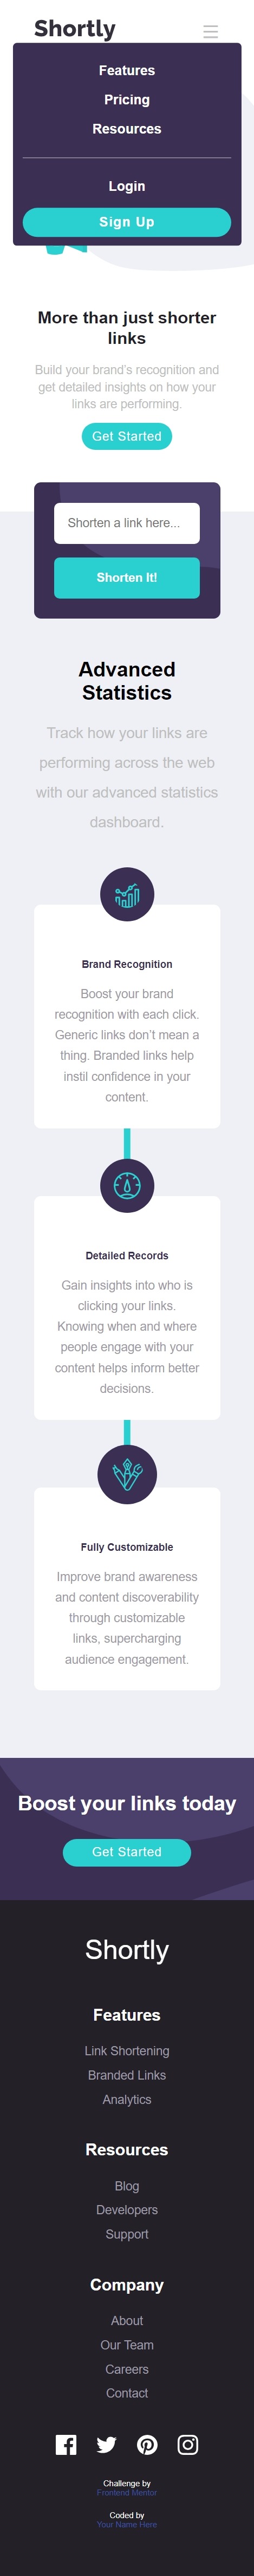 Shortly
Features
Pricing
Resources
Login
Sign Up
More than just shorter
links
Build your brand’s recognition and
get detailed insights on how your
links are performing.
Get Started
Shorten a link here...
Shorten It!
Advanced
Statistics
Track how your links are
performing across the web
with our advanced statistics
dashboard.
Brand Recognition
Boost your brand
recognition with each click.
Generic links don’t mean a
thing. Branded links help
instil confidence in your
content.
Detailed Records
Gain insights into who is
clicking your links.
Knowing when and where
people engage with your
content helps inform better
decisions.
Fully Customizable
Improve brand awareness
and content discoverability
through customizable
links, supercharging
audience engagement.
Boost your links today
Get Started
Shortly
Features
Link Shortening
Branded Links
Analytics
Resources
Blog
Developers
Support
Company
About
Our Team
Careers
Contact
Challenge by
Frontend Mentor
Coded by
Your Name Here